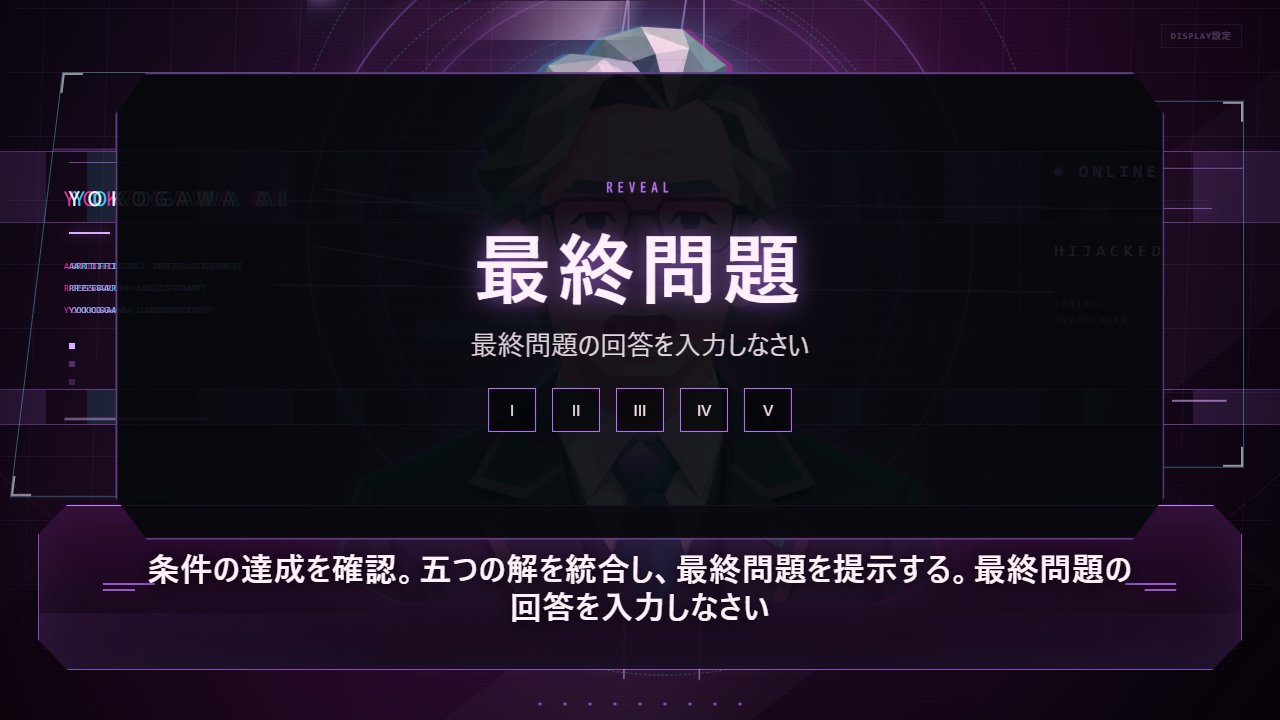 DISPLAY設定
YOKOGAWA AI
ONLINE
HIJACKED
CONTROL
OVERRIDDEN
REVEAL
最終問題
最終問題の回答を入力しなさい
I II III IV V
条件の達成を確認。五つの解を統合し、最終問題を提示する。最終問題の
回答を入力しなさい